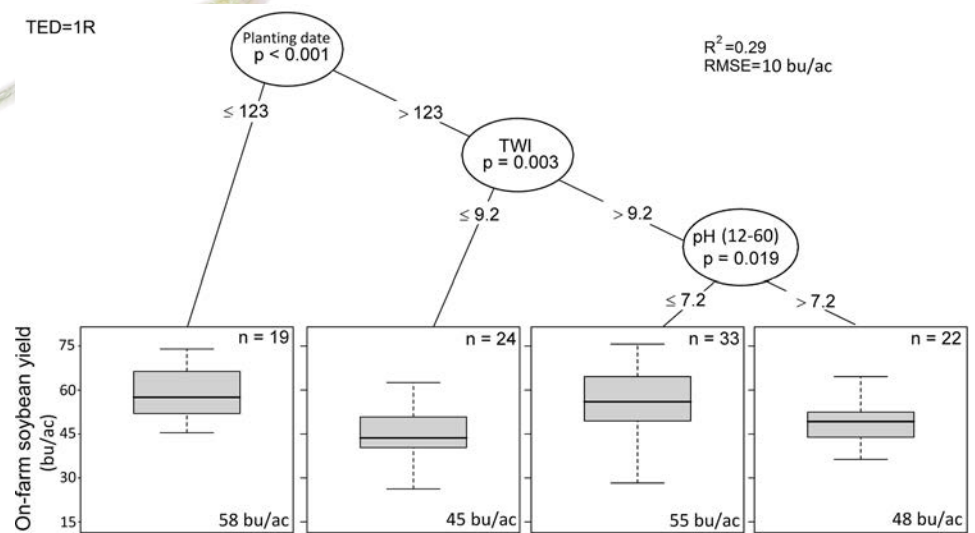 TED=1R
Planting date
p < 0.001
R²=0.29
RMSE=10 bu/ac
≤ 123
> 123
TWI
p = 0.003
≤ 9.2
> 9.2
pH (12-60)
p = 0.019
≤ 7.2
> 7.2
On-farm soybean yield
(bu/ac)
75
60
45
30
15
n = 19
58 bu/ac
n = 24
45 bu/ac
n = 33
55 bu/ac
n = 22
48 bu/ac